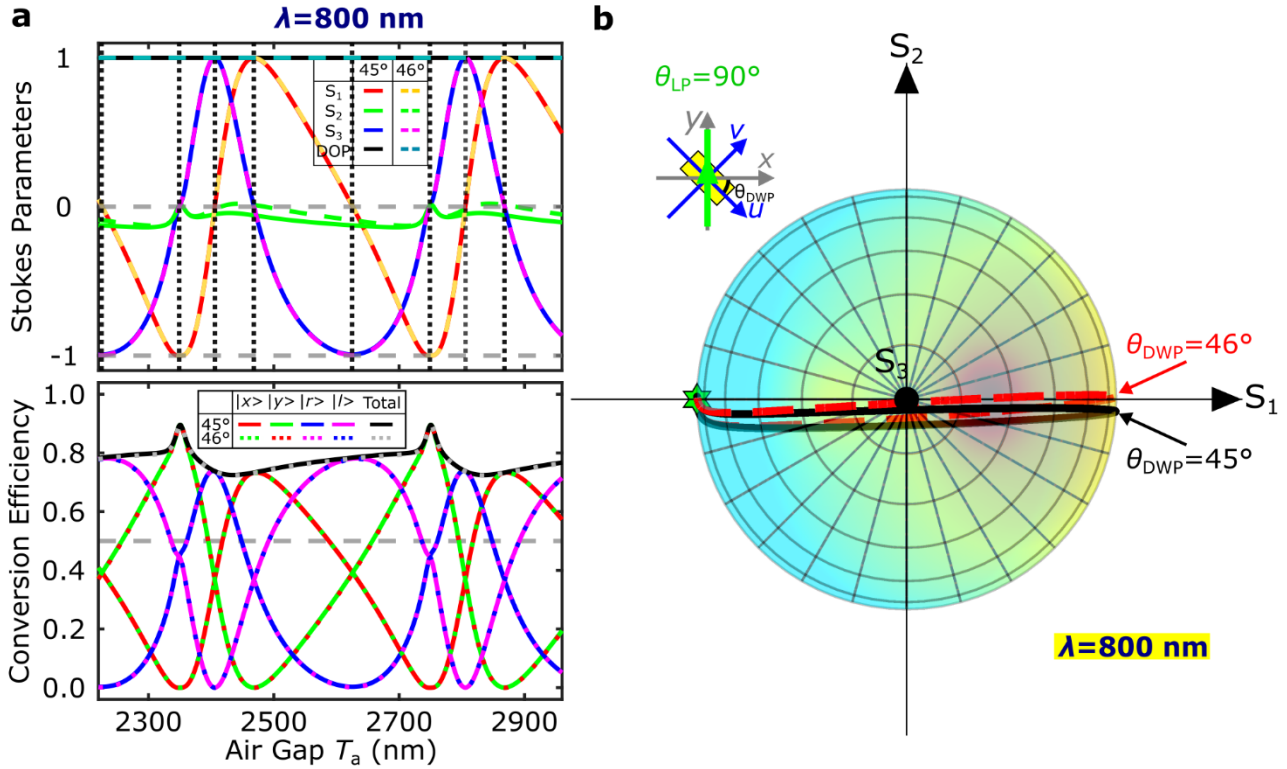 a
λ=800 nm
Stokes Parameters
1
0
-1
45° 46°
S1
S2
S3
DOP
Conversion Efficiency
1.0
0.8
0.6
0.4
0.2
0.0
|x> |y> |r> |l> Total
45°
46°
2300 2500 2700 2900
Air Gap Ta (nm)
b
S2
θLP=90°
y
v
x
θDWP
u
S3
S1
θDWP=46°
θDWP=45°
λ=800 nm